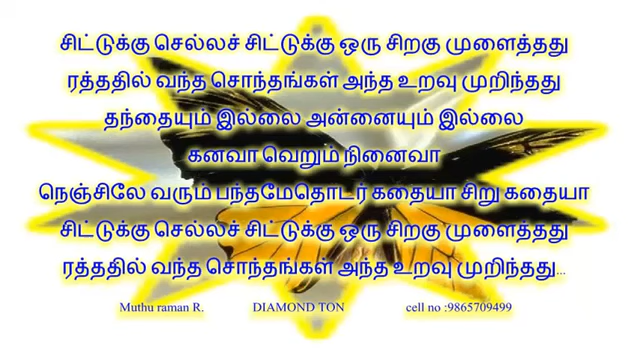 சிட்டுக்கு செல்லச் சிட்டுக்கு ஒரு சிறகு முளைத்தது
ரத்ததில் வந்த சொந்தங்கள் அந்த உறவு முறிந்தது
தந்தையும் இல்லை அன்னையும் இல்லை
கனவா வெறும் நினைவா
நெஞ்சிலே வரும் பந்தமேதொடர் கதையா சிறு கதையா
சிட்டுக்கு செல்லச் சிட்டுக்கு ஒரு சிறகு முளைத்தது
ரத்ததில் வந்த சொந்தங்கள் அந்த உறவு முறிந்தது...
Muthu raman R. DIAMOND TON cell no :9865709499